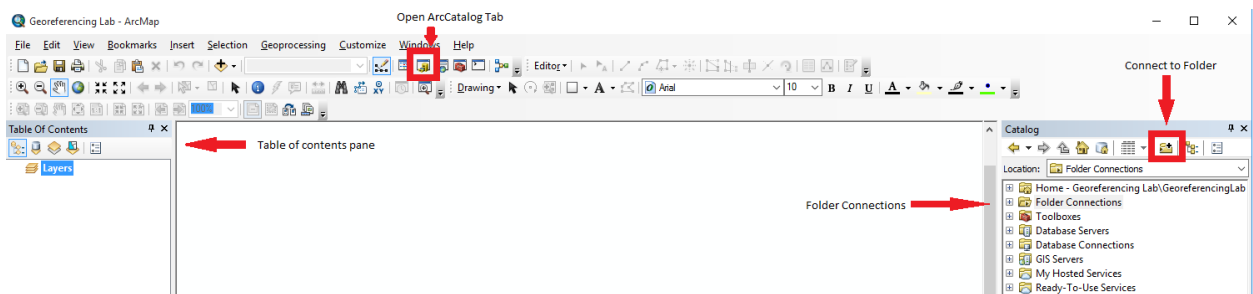 Georeferencing Lab - ArcMap
Open ArcCatalog Tab
File Edit View Bookmarks Insert Selection Geoprocessing Customize Windows Help
Editor
Connect to Folder
Drawing A Arial 10 B I U A
100%
Table Of Contents
Catalog
Table of contents pane
Location: Folder Connections
Layers
Home - Georeferencing Lab\GeoreferencingLab
Folder Connections
Folder Connections
Toolboxes
Database Servers
Database Connections
GIS Servers
My Hosted Services
Ready-To-Use Services